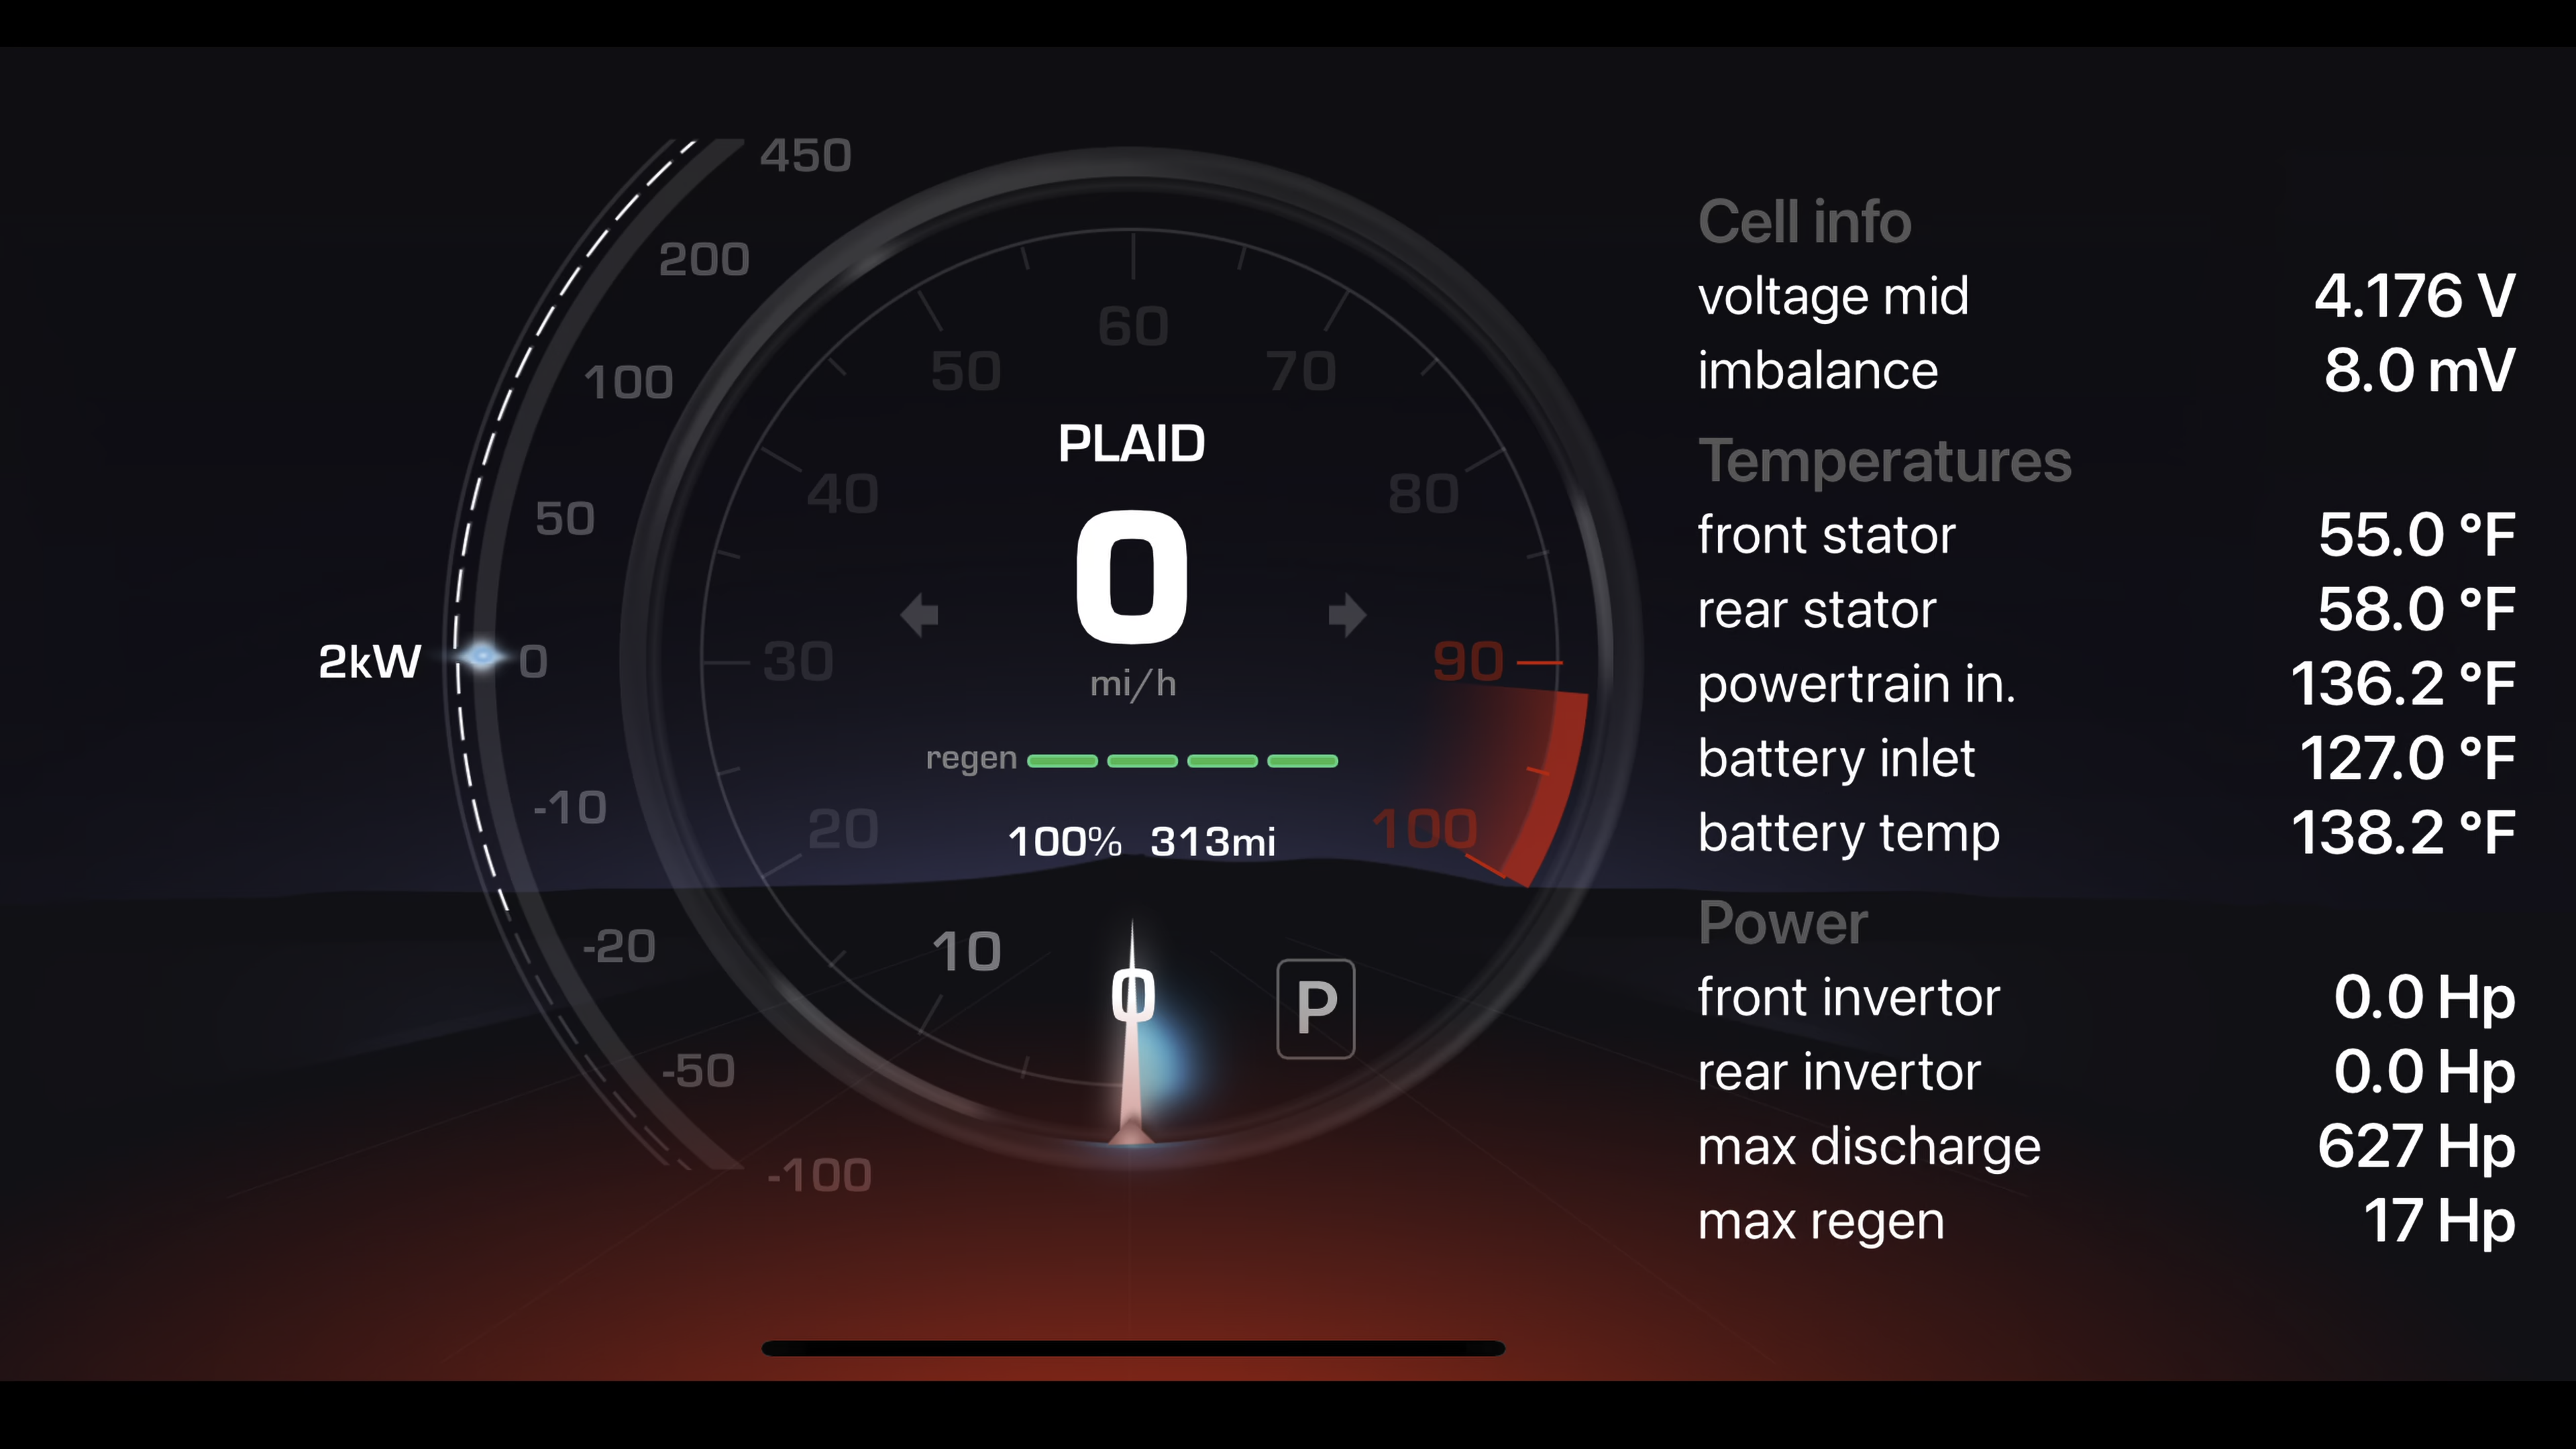 450
200
100
50
2kW 0
-10
-20
-50
-100
60
50 70
40 80
30 90
20 100
10
0
PLAID
0
mi/h
regen
100% 313mi
P
Cell info
voltage mid 4.176 V
imbalance 8.0 mV
Temperatures
front stator 55.0 °F
rear stator 58.0 °F
powertrain in. 136.2 °F
battery inlet 127.0 °F
battery temp 138.2 °F
Power
front invertor 0.0 Hp
rear invertor 0.0 Hp
max discharge 627 Hp
max regen 17 Hp